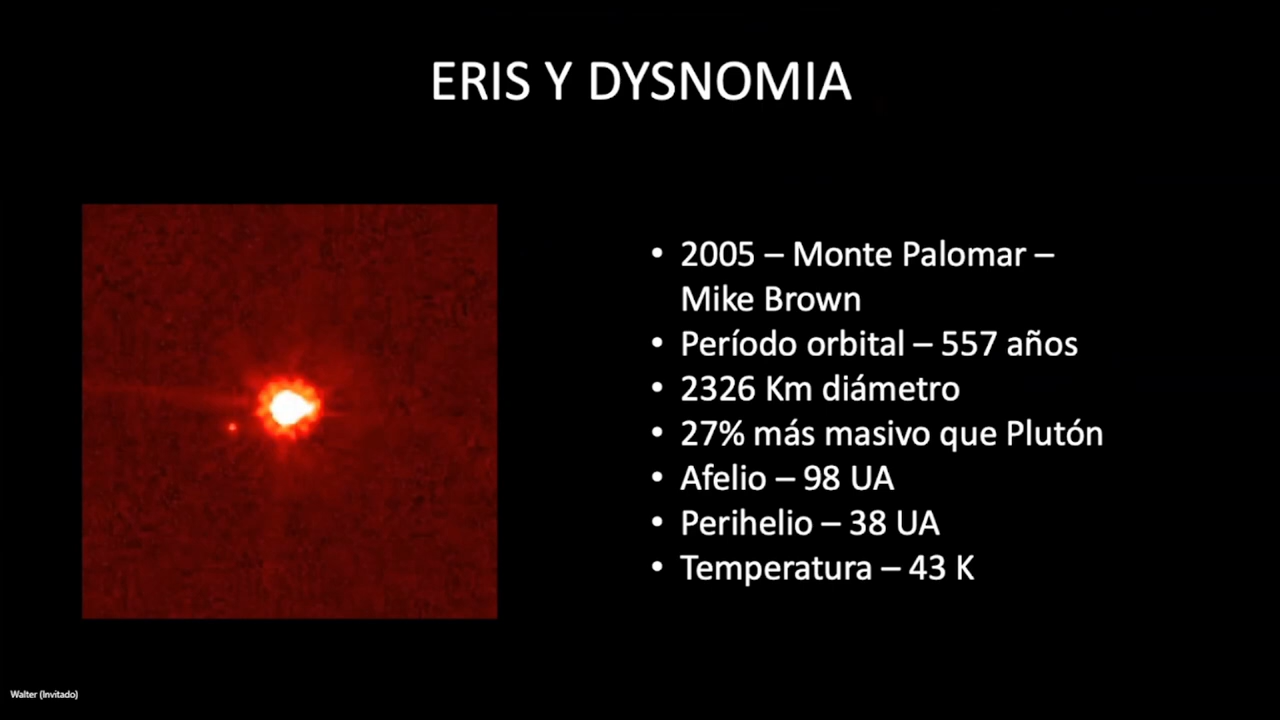 ERIS Y DYSNOMIA
• 2005 – Monte Palomar –
Mike Brown
• Período orbital – 557 años
• 2326 Km diámetro
• 27% más masivo que Plutón
• Afelio – 98 UA
• Perihelio – 38 UA
• Temperatura – 43 K
Walter (Invitado)